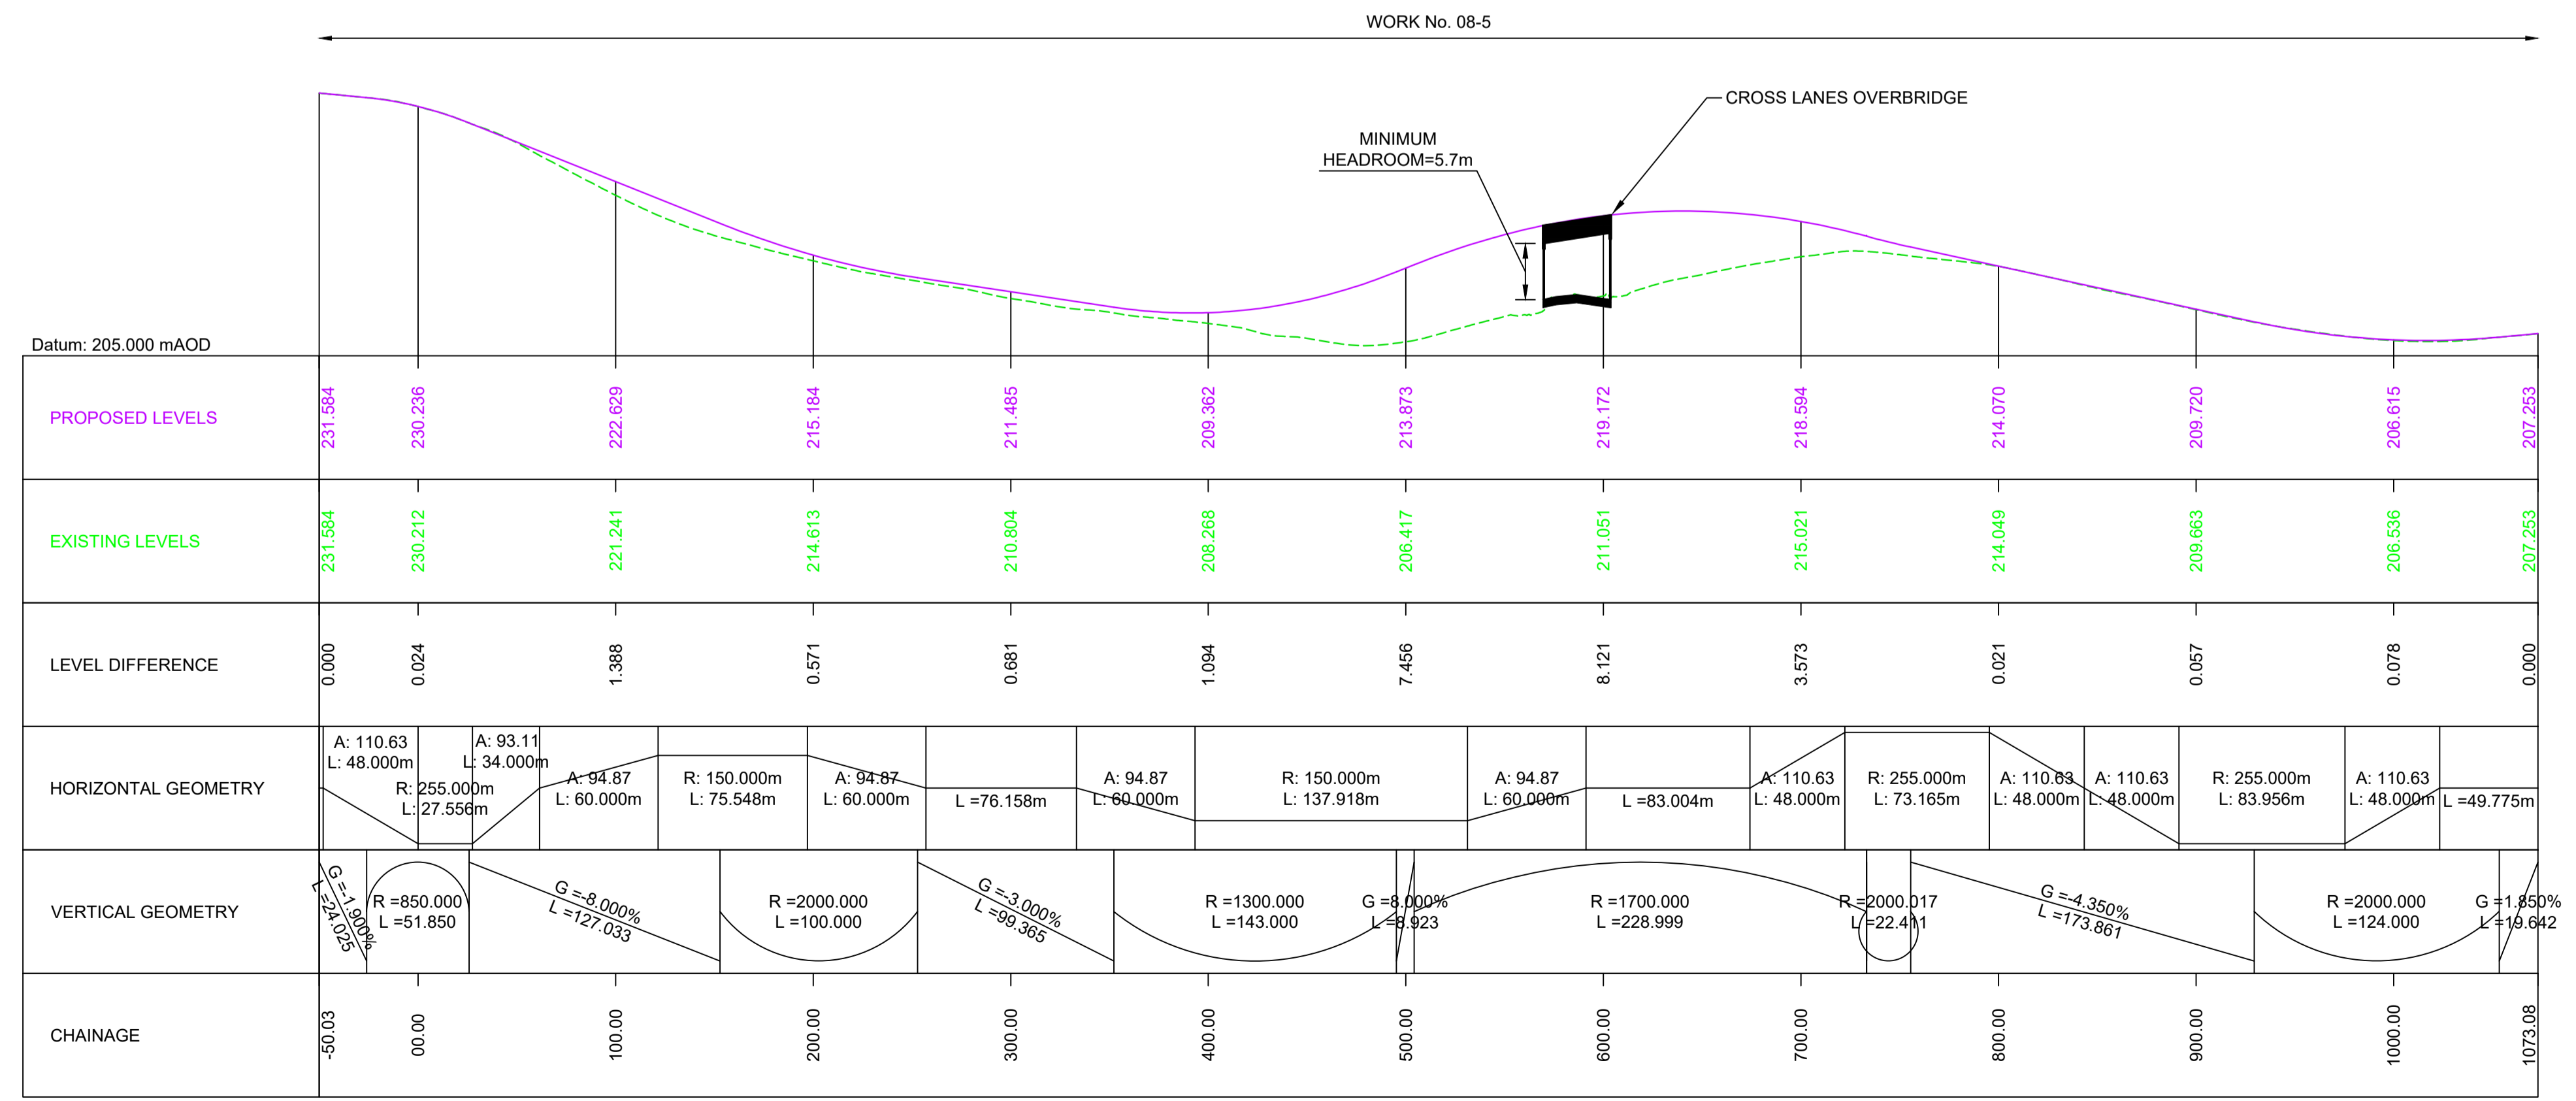 WORK No. 08-5
CROSS LANES OVERBRIDGE
MINIMUM
HEADROOM=5.7m
Datum: 205.000 mAOD
PROPOSED LEVELS
231.584
230.236
222.629
215.184
211.485
209.362
213.873
219.172
218.594
214.070
209.720
206.615
207.253
EXISTING LEVELS
231.584
230.212
221.241
214.613
210.804
208.268
206.417
211.051
215.021
214.049
209.663
206.536
207.253
LEVEL DIFFERENCE
0.000
0.024
1.388
0.571
0.681
1.094
7.456
8.121
3.573
0.021
0.057
0.078
0.000
HORIZONTAL GEOMETRY
A: 110.63
L: 48.000m
R: 255.000m
L: 27.556m
A: 93.11
L: 34.000m
A: 94.87
L: 60.000m
R: 150.000m
L: 75.548m
A: 94.87
L: 60.000m
L =76.158m
A: 94.87
L: 60.000m
R: 150.000m
L: 137.918m
A: 94.87
L: 60.000m
L =83.004m
A: 110.63
L: 48.000m
R: 255.000m
L: 73.165m
A: 110.63
L: 48.000m
A: 110.63
L: 48.000m
R: 255.000m
L: 83.956m
A: 110.63
L: 48.000m
L =49.775m
VERTICAL GEOMETRY
G =-1.900%
L =24.025
R =850.000
L =51.850
G =-8.000%
L =127.033
R =2000.000
L =100.000
G =-3.000%
L =99.365
R =1300.000
L =143.000
G =8.000%
L =8.923
R =1700.000
L =228.999
R =2000.017
L =22.411
G =-4.350%
L =173.861
R =2000.000
L =124.000
G =1.850%
L =19.642
CHAINAGE
-50.03
00.00
100.00
200.00
300.00
400.00
500.00
600.00
700.00
800.00
900.00
1000.00
1073.08